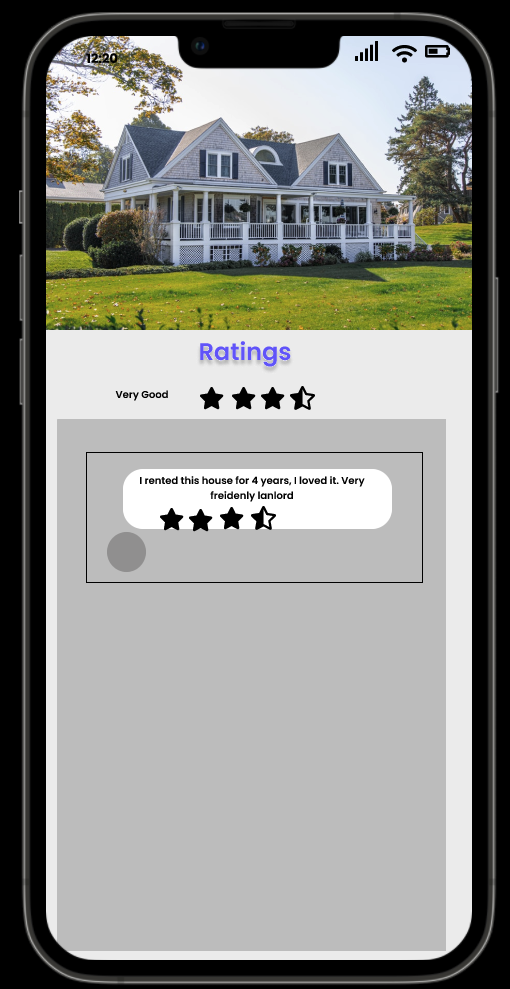 12:20
Ratings
Very Good
I rented this house for 4 years, I loved it. Very
freidenly lanlord